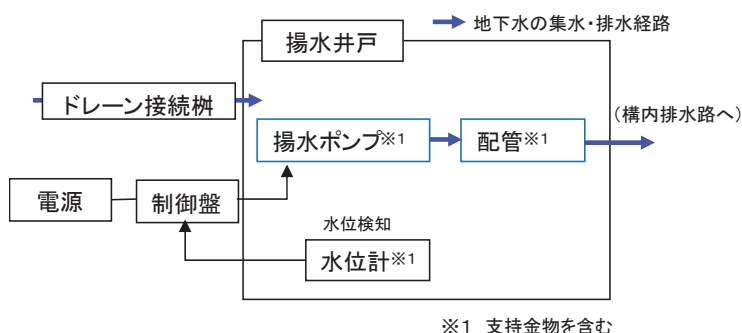 地下水の集水・排水経路
揚水井戸
ドレーン接続桝
(構内排水路へ)
揚水ポンプ※1
配管※1
電源
制御盤
水位検知
水位計※1
※1 支持金物を含む